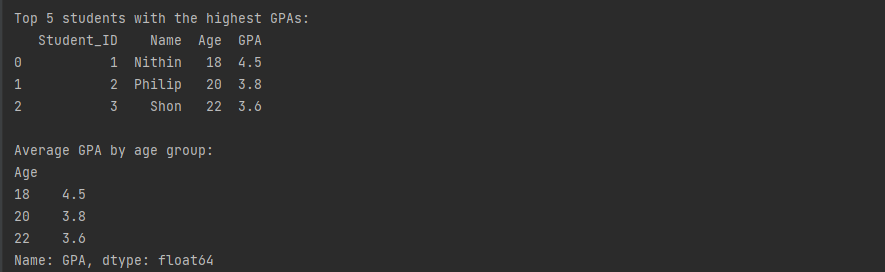 Top 5 students with the highest GPAs:
   Student_ID    Name  Age  GPA
0           1  Nithin   18  4.5
1           2  Philip   20  3.8
2           3    Shon   22  3.6

Average GPA by age group:
Age
18    4.5
20    3.8
22    3.6
Name: GPA, dtype: float64